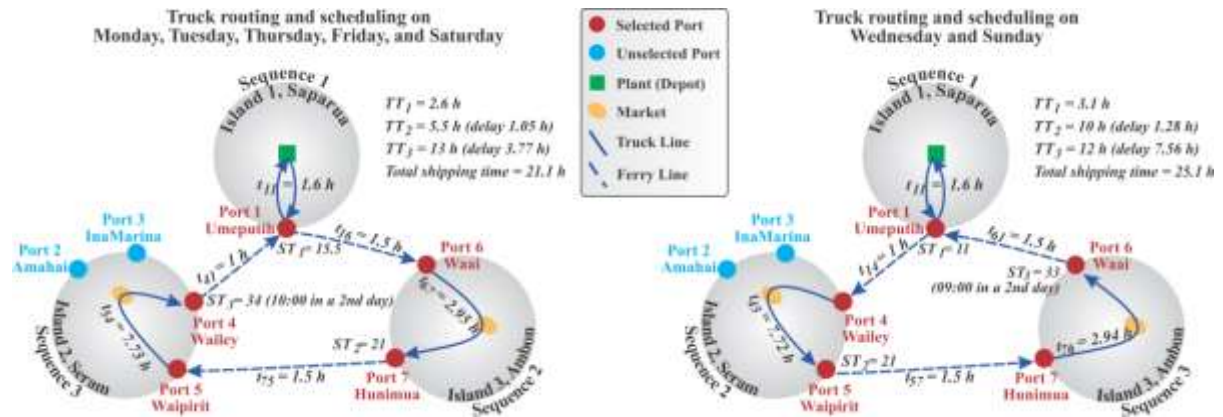 Truck routing and scheduling on
Monday, Tuesday, Thursday, Friday, and Saturday
Sequence 1
Island 1, Saparua
TT1 = 2.6 h
TT2 = 5.5 h (delay 1.05 h)
TT3 = 13 h (delay 3.77 h)
Total shipping time = 21.1 h
t11 = 1.6 h
Port 1
Umeputih
Port 3
InaMarina
Port 2
Amahai
t16 = 1.5 h
ST1= 15.5
Port 6
Waai
t41 = 1 h
t67 = 2.95 h
ST3= 34 (10:00 in a 2nd day)
Port 4
Wailey
t54 = 7.73 h
Island 2, Seram
Sequence 3
ST2= 21
t75 = 1.5 h
Port 5
Waipirit
Port 7
Hunimua
Island 3, Ambon
Sequence 2
Selected Port
Unselected Port
Plant (Depot)
Market
Truck Line
Ferry Line
Truck routing and scheduling on
Wednesday and Sunday
Sequence 1
Island 1, Saparua
TT1 = 3.1 h
TT2 = 10 h (delay 1.28 h)
TT3 = 12 h (delay 7.56 h)
Total shipping time = 25.1 h
t11 = 1.6 h
Port 1
Umeputih
Port 3
InaMarina
Port 2
Amahai
t61 = 1.5 h
ST1= 11
Port 6
Waai
t14 = 1 h
ST3= 33
(09:00 in a 2nd day)
Port 4
Wailey
t45 = 7.72 h
Island 2, Seram
Sequence 2
ST2= 21
t76 = 2.94 h
t57 = 1.5 h
Port 5
Waipirit
Port 7
Hunimua
Island 3, Ambon
Sequence 3